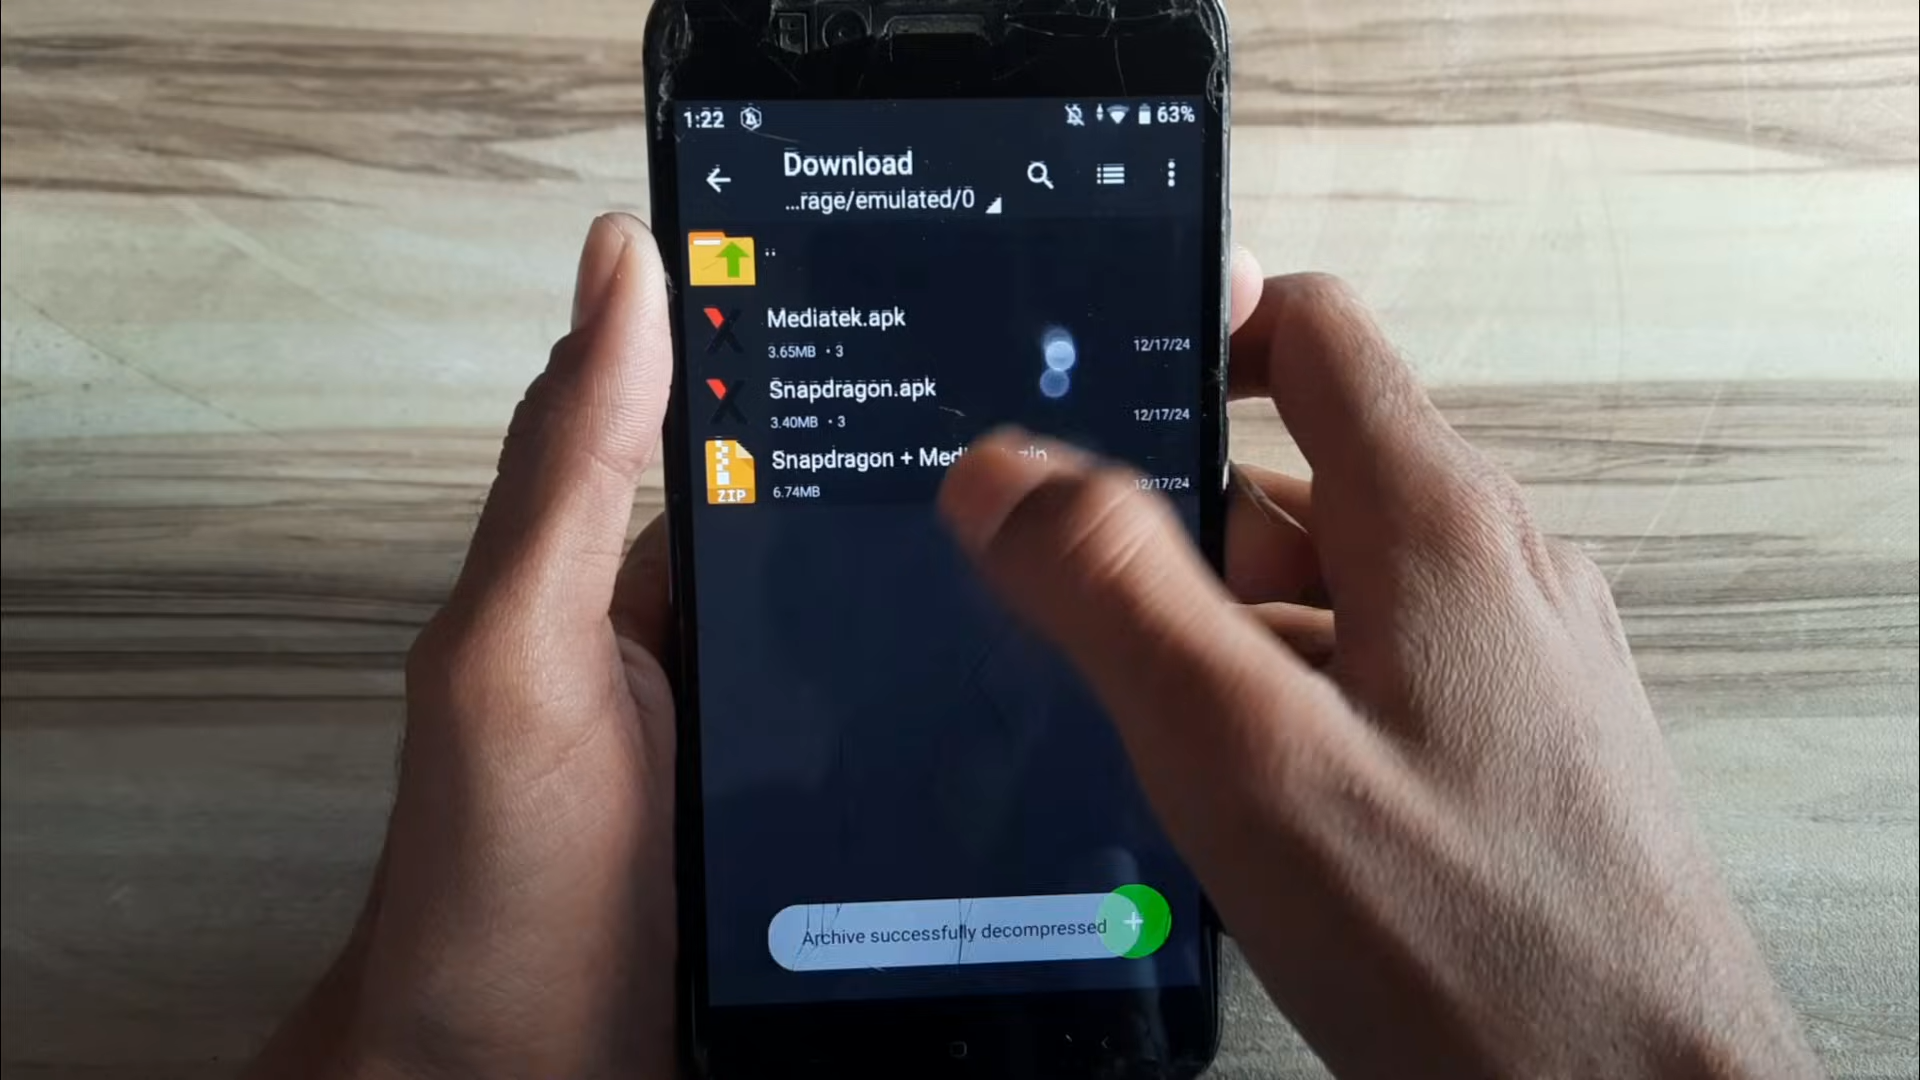 1:22
63%
Download
...rage/emulated/0
..
Mediatek.apk
3.65MB • 3
12/17/24
Snapdragon.apk
3.40MB • 3
12/17/24
Snapdragon + Med zip
ZIP
6.74MB
12/17/24
Archive successfully decompressed
+